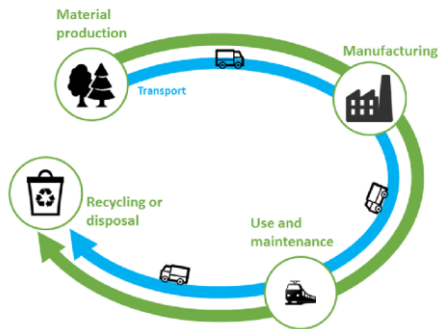 Material
production
Manufacturing
Transport
Recycling or
disposal
Use and
maintenance